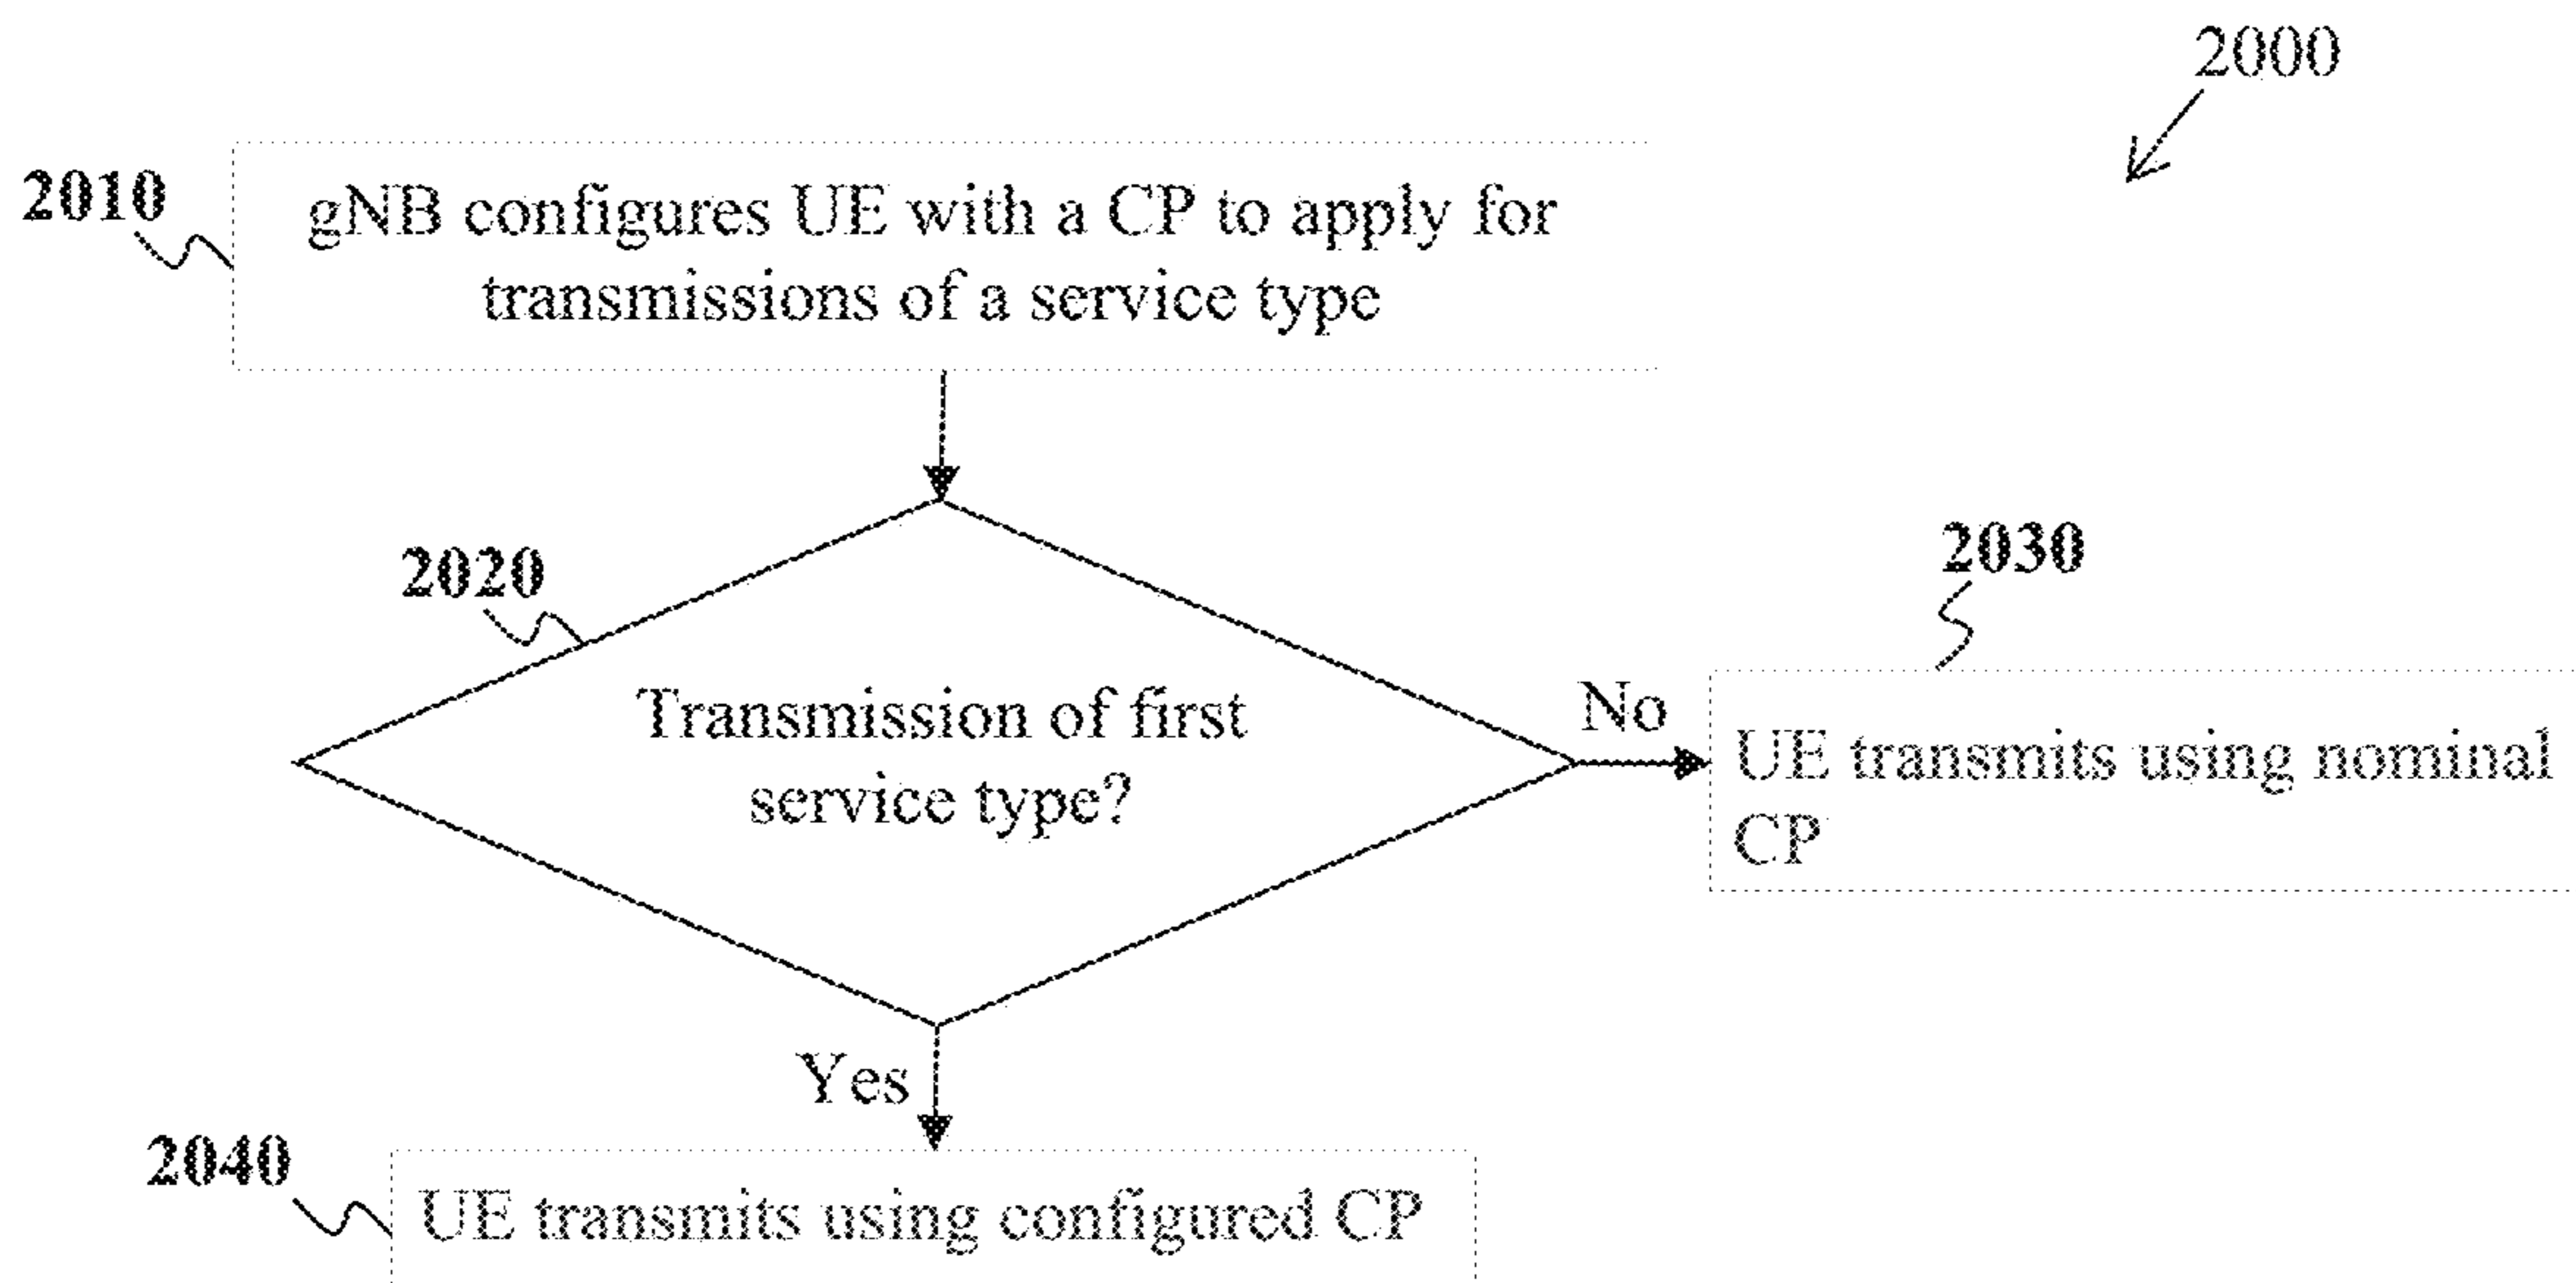 2000
2010
gNB configures UE with a CP to apply for
transmissions of a service type
2020
Transmission of first
service type?
No
2030
UE transmits using nominal
CP
Yes
2040
UE transmits using configured CP